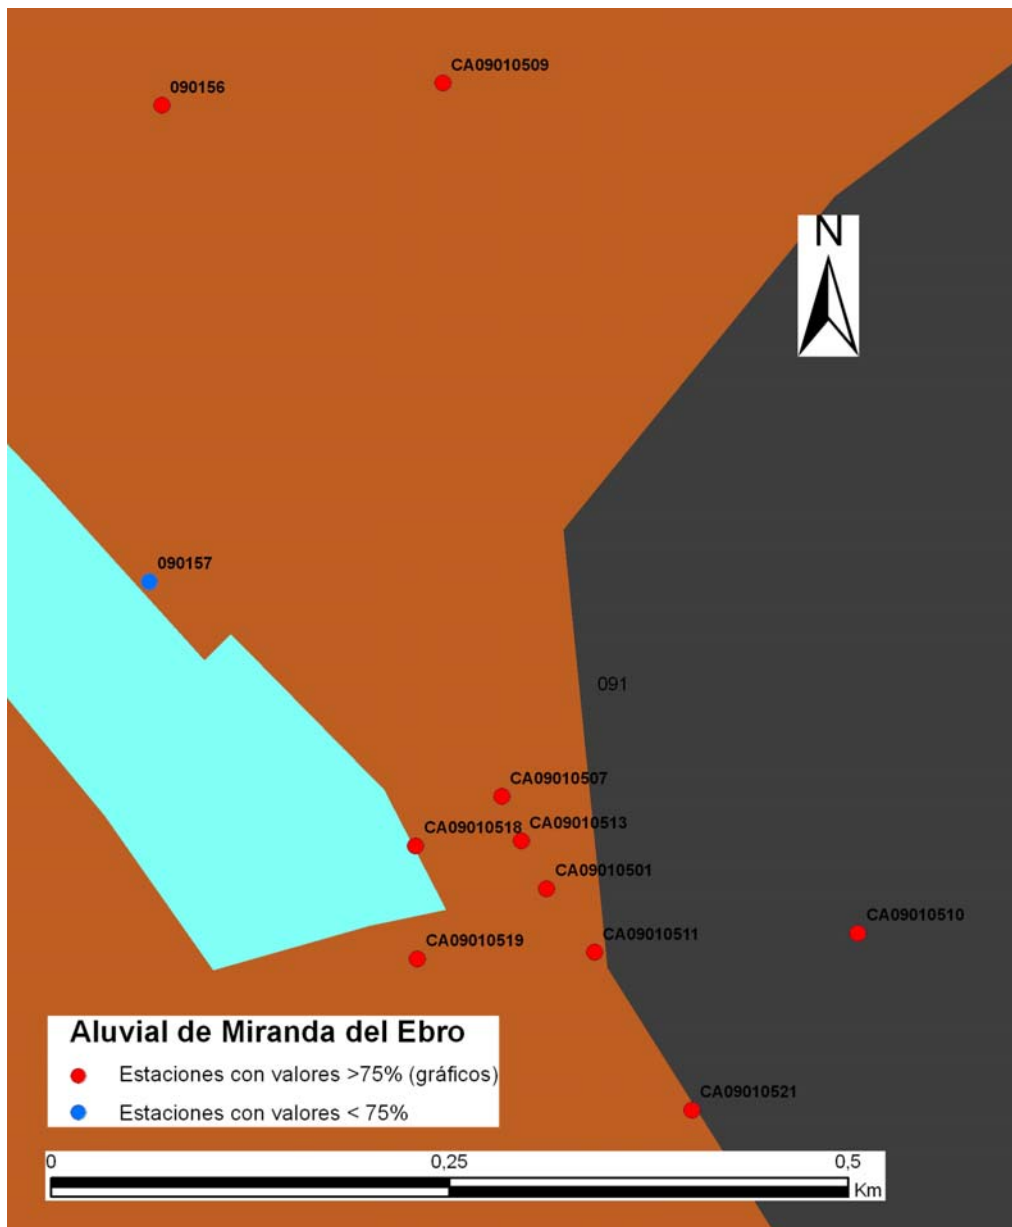 CA09010509
090156
N
090157
091
CA09010507
CA09010518
CA09010513
CA09010501
CA09010510
CA09010511
CA09010519
Aluvial de Miranda del Ebro
Estaciones con valores >75% (gráficos)
Estaciones con valores < 75%
CA09010521
0 0,25 0,5
Km